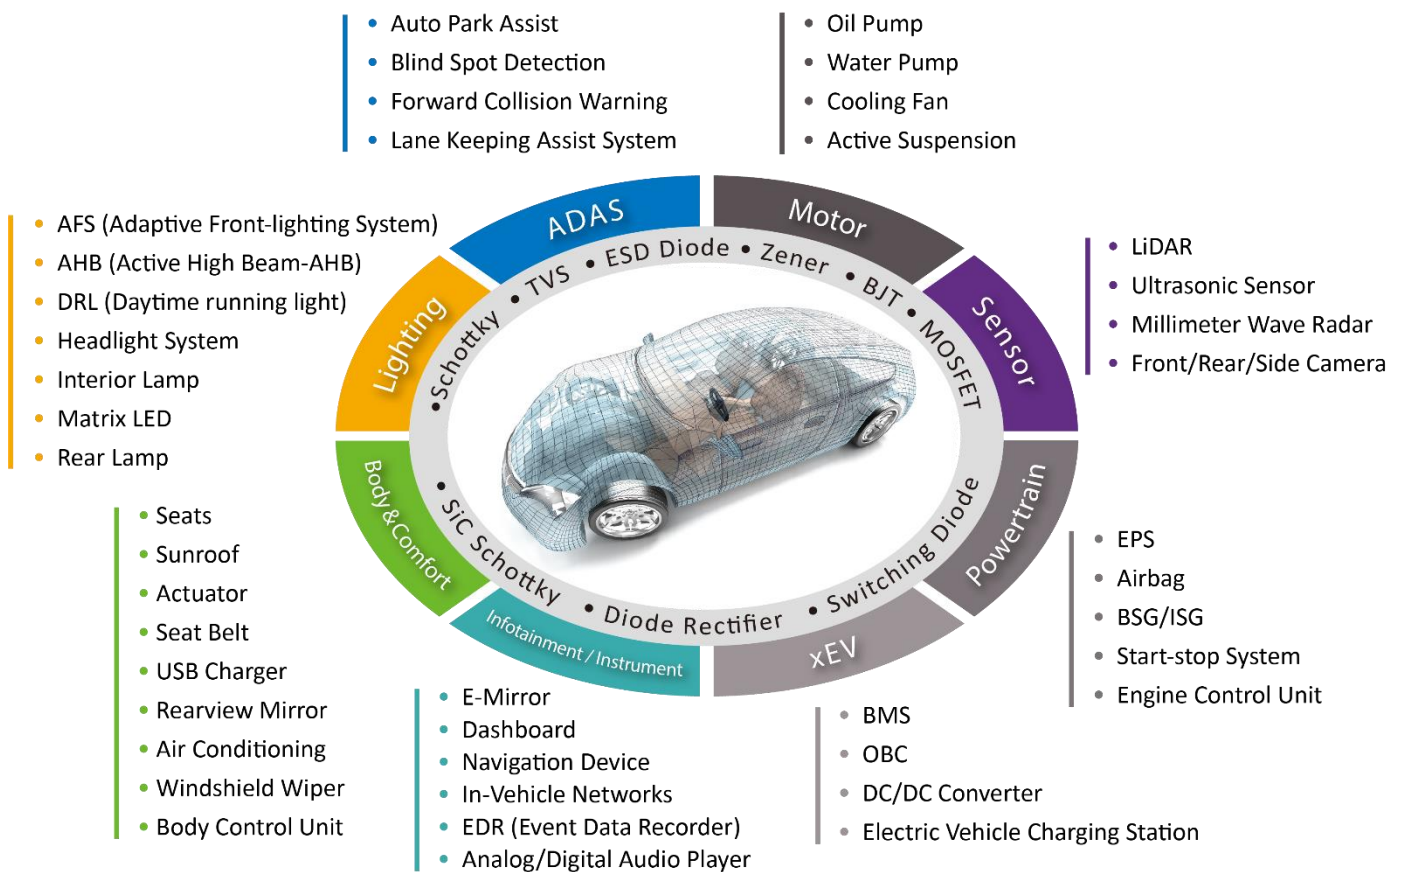 Auto Park Assist
Blind Spot Detection
Forward Collision Warning
Lane Keeping Assist System
Oil Pump
Water Pump
Cooling Fan
Active Suspension
AFS (Adaptive Front-lighting System)
AHB (Active High Beam-AHB)
DRL (Daytime running light)
Headlight System
Interior Lamp
Matrix LED
Rear Lamp
ADAS
Motor
Lighting
Sensor
Body&Comfort
Powertrain
Infotainment / Instrument
xEV
• Schottky
• TVS
• ESD Diode
• Zener
• BJT
• MOSFET
• SiC Schottky
• Diode Rectifier
• Switching Diode
LiDAR
Ultrasonic Sensor
Millimeter Wave Radar
Front/Rear/Side Camera
Seats
Sunroof
Actuator
Seat Belt
USB Charger
Rearview Mirror
Air Conditioning
Windshield Wiper
Body Control Unit
E-Mirror
Dashboard
Navigation Device
In-Vehicle Networks
EDR (Event Data Recorder)
Analog/Digital Audio Player
BMS
OBC
DC/DC Converter
Electric Vehicle Charging Station
EPS
Airbag
BSG/ISG
Start-stop System
Engine Control Unit